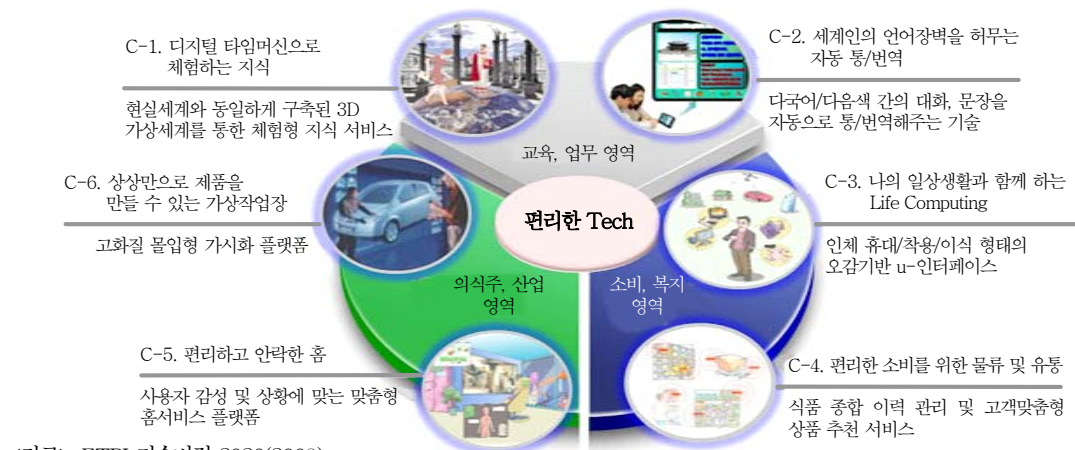 C-1. 디지털 타임머신으로
체험하는 지식
현실세계와 동일하게 구축된 3D
가상세계를 통한 체험형 지식 서비스
C-2. 세계인의 언어장벽을 허무는
자동 통/번역
다국어/다음색 간의 대화, 문장을
자동으로 통/번역해주는 기술
교육, 업무 영역
C-6. 상상만으로 제품을
만들 수 있는 가상작업장
고화질 몰입형 가시화 플랫폼
편리한 Tech
C-3. 나의 일상생활과 함께 하는
Life Computing
인체 휴대/착용/이식 형태의
오감기반 u-인터페이스
의식주, 산업
영역
소비, 복지
영역
C-5. 편리하고 안락한 홈
사용자 감성 및 상황에 맞는 맞춤형
홈서비스 플랫폼
C-4. 편리한 소비를 위한 물류 및 유통
식품 종합 이력 관리 및 고객맞춤형
상품 추천 서비스